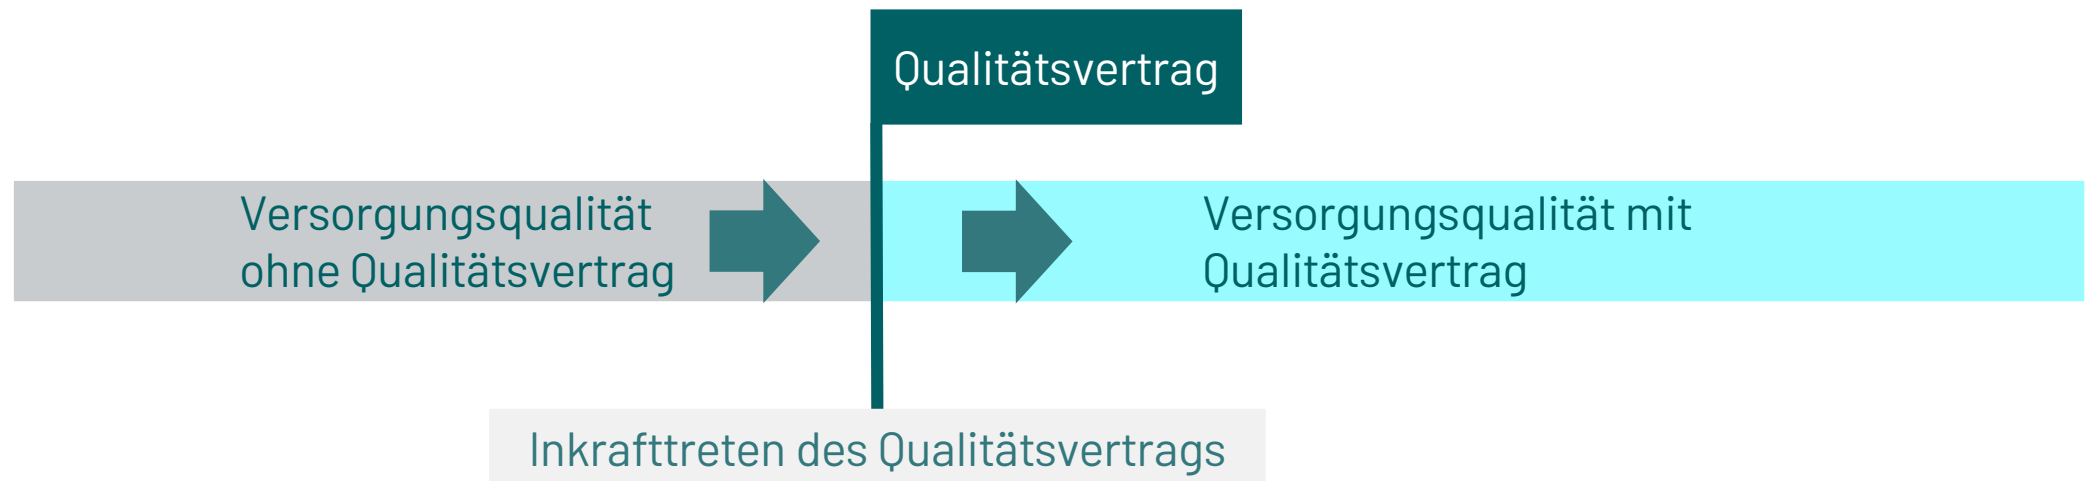 Qualitätsvertrag
Versorgungsqualität
ohne Qualitätsvertrag
Versorgungsqualität mit
Qualitätsvertrag
Inkrafttreten des Qualitätsvertrags